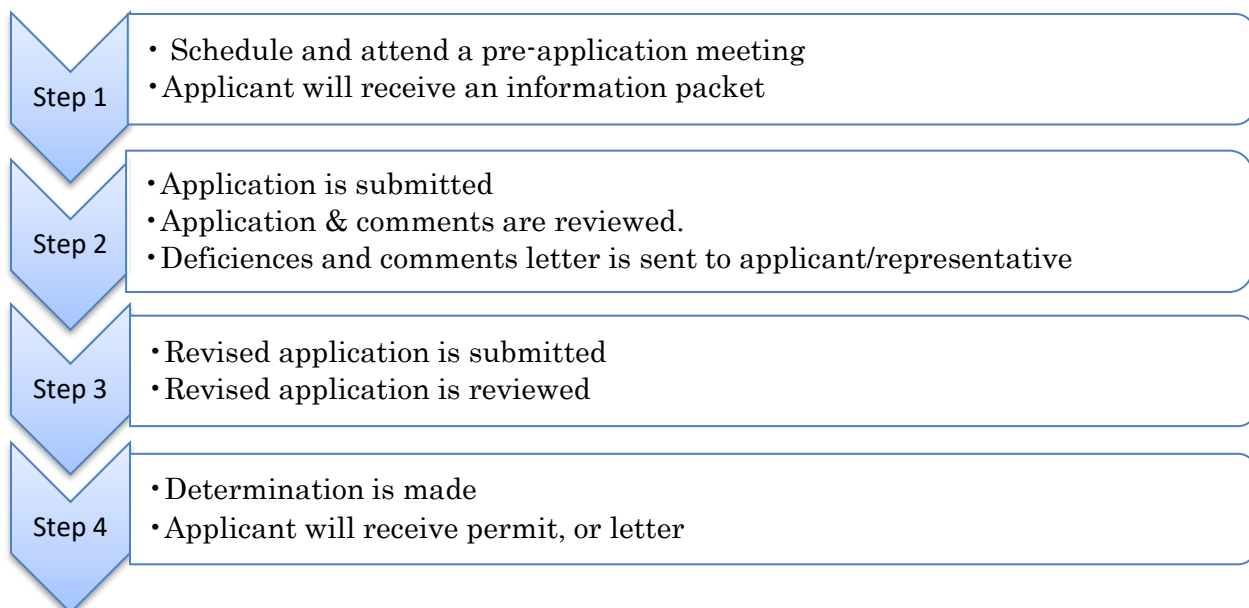 Step 1
• Schedule and attend a pre-application meeting
•Applicant will receive an information packet
Step 2
•Application is submitted
•Application & comments are reviewed.
•Deficiences and comments letter is sent to applicant/representative
Step 3
•Revised application is submitted
•Revised application is reviewed
Step 4
•Determination is made
•Applicant will receive permit, or letter